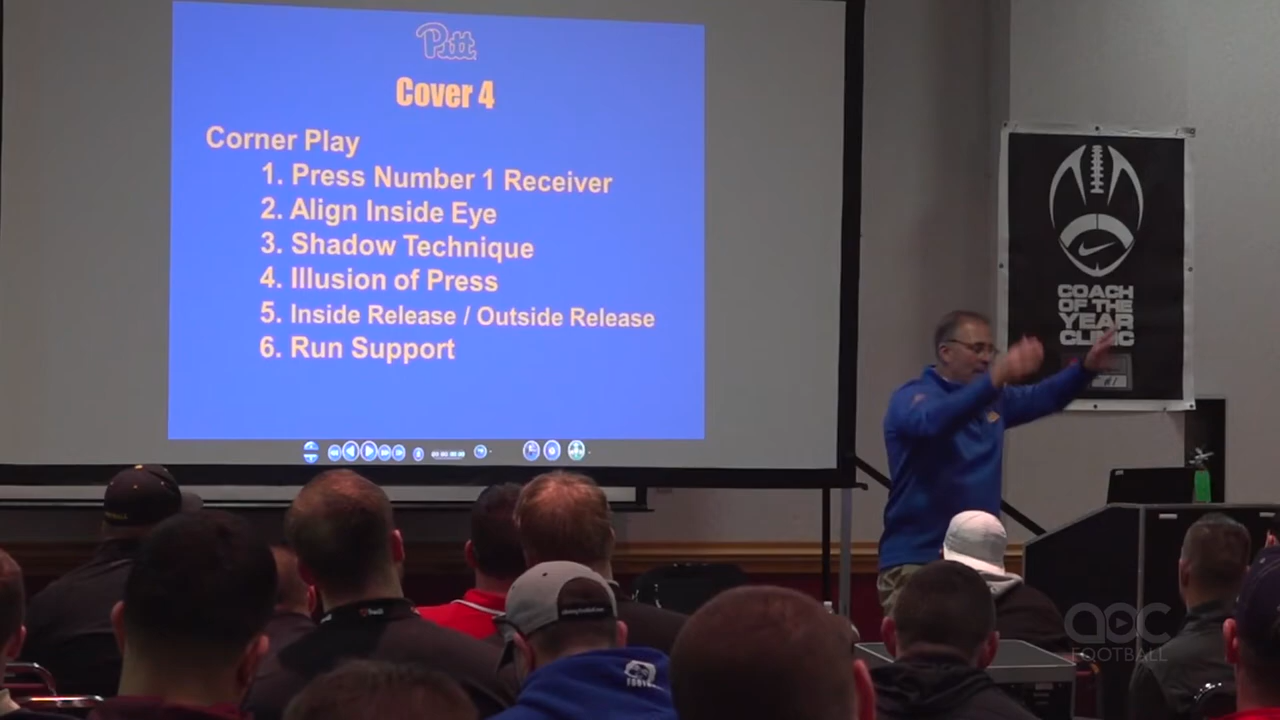 Pitt
Cover 4
Corner Play
1. Press Number 1 Receiver
2. Align Inside Eye
3. Shadow Technique
4. Illusion of Press
5. Inside Release / Outside Release
6. Run Support
COACH
OF THE
YEAR
CLINIC
AOC
FOOTBALL